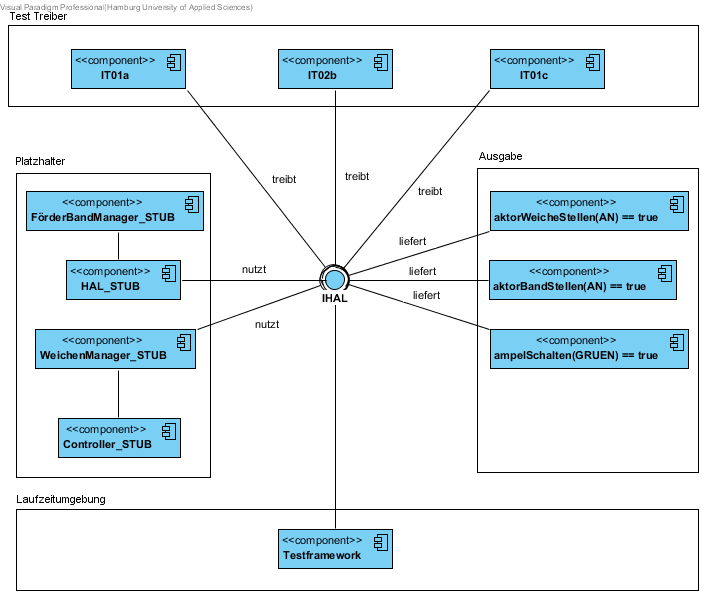 Visual Paradigm Professional(Hamburg University of Applied Sciences)
Test Treiber
<<component>>
IT01a
<<component>>
IT02b
<<component>>
IT01c
treibt
treibt
treibt
Platzhalter
<<component>>
FörderBandManager_STUB
<<component>>
HAL_STUB
<<component>>
WeichenManager_STUB
<<component>>
Controller_STUB
nutzt
nutzt
IHAL
liefert
liefert
liefert
Ausgabe
<<component>>
aktorWeicheStellen(AN) == true
<<component>>
aktorBandStellen(AN) == true
<<component>>
ampelSchalten(GRUEN) == true
Laufzeitumgebung
<<component>>
Testframework